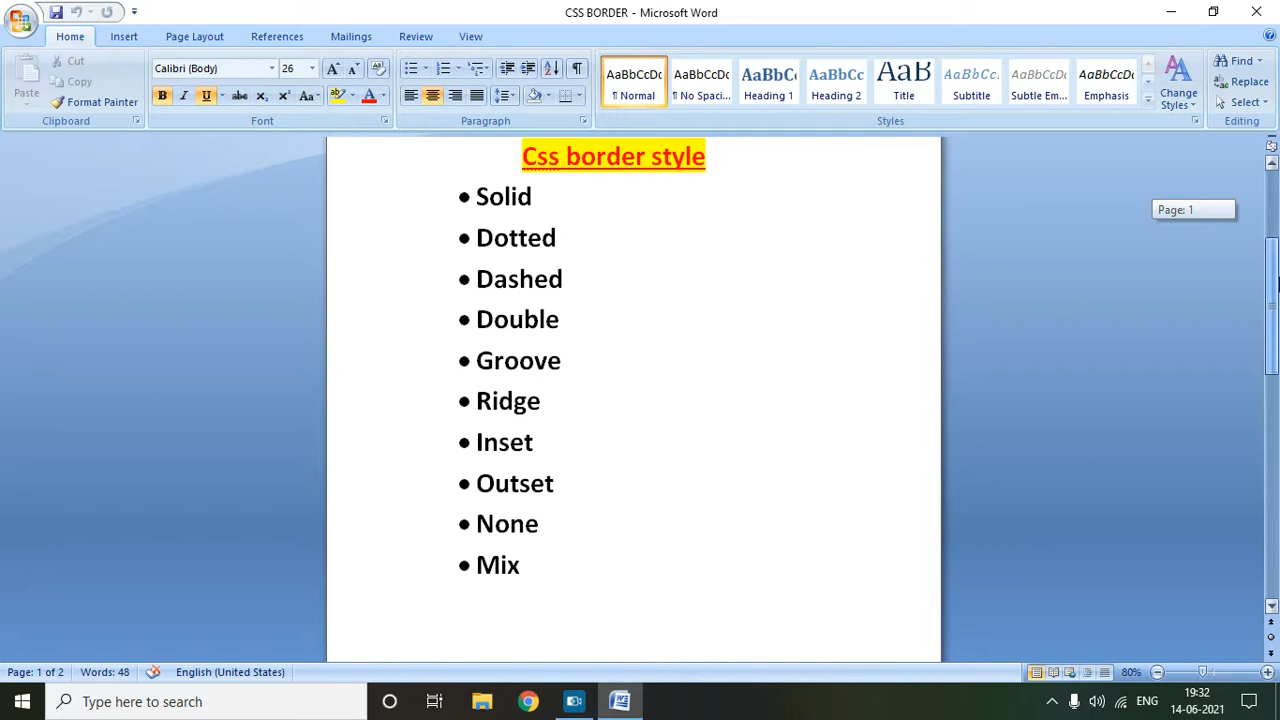 CSS BORDER - Microsoft Word
Home Insert Page Layout References Mailings Review View
Paste
Cut
Copy
Format Painter
Clipboard
Calibri (Body) 26
Font
Paragraph
AaBbCcDc AaBbCcDc AaBbCc AaBbCc AaB AaBbCc. AaBbCcDc AaBbCcDc
¶ Normal ¶ No Spaci... Heading 1 Heading 2 Title Subtitle Subtle Em... Emphasis
Change Styles
Styles
Find
Replace
Select
Editing
Css border style
• Solid
• Dotted
• Dashed
• Double
• Groove
• Ridge
• Inset
• Outset
• None
• Mix
Page: 1
Page: 1 of 2 Words: 48 English (United States) 80%
Type here to search
ENG
19:32
14-06-2021